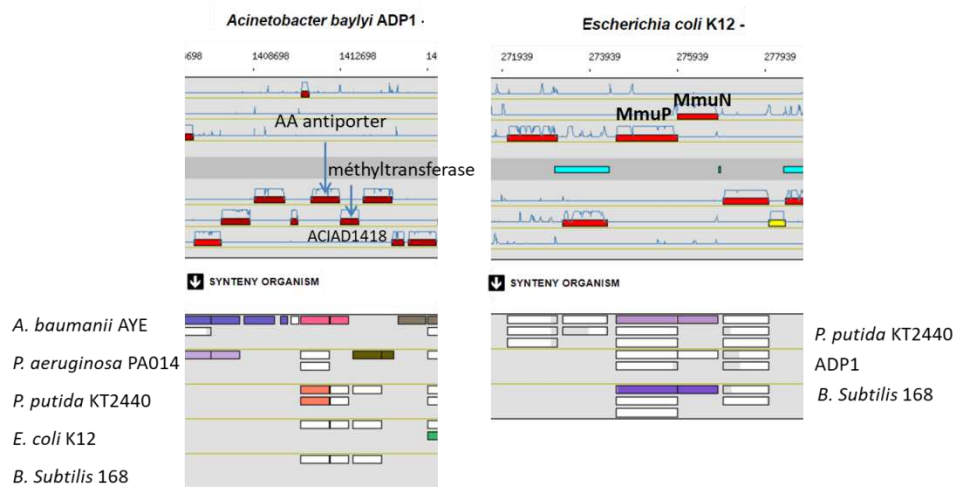 Acinetobacter baylyi ADP1 -
Escherichia coli K12 -
698 1408698 1412698 14
271939 273939 275939 277939
AA antiporter
méthyltransferase
ACIAD1418
MmuN
MmuP
SYNTENY ORGANISM
SYNTENY ORGANISM
A. baumanii AYE
P. aeruginosa PA014
P. putida KT2440
E. coli K12
B. Subtilis 168
P. putida KT2440
ADP1
B. Subtilis 168